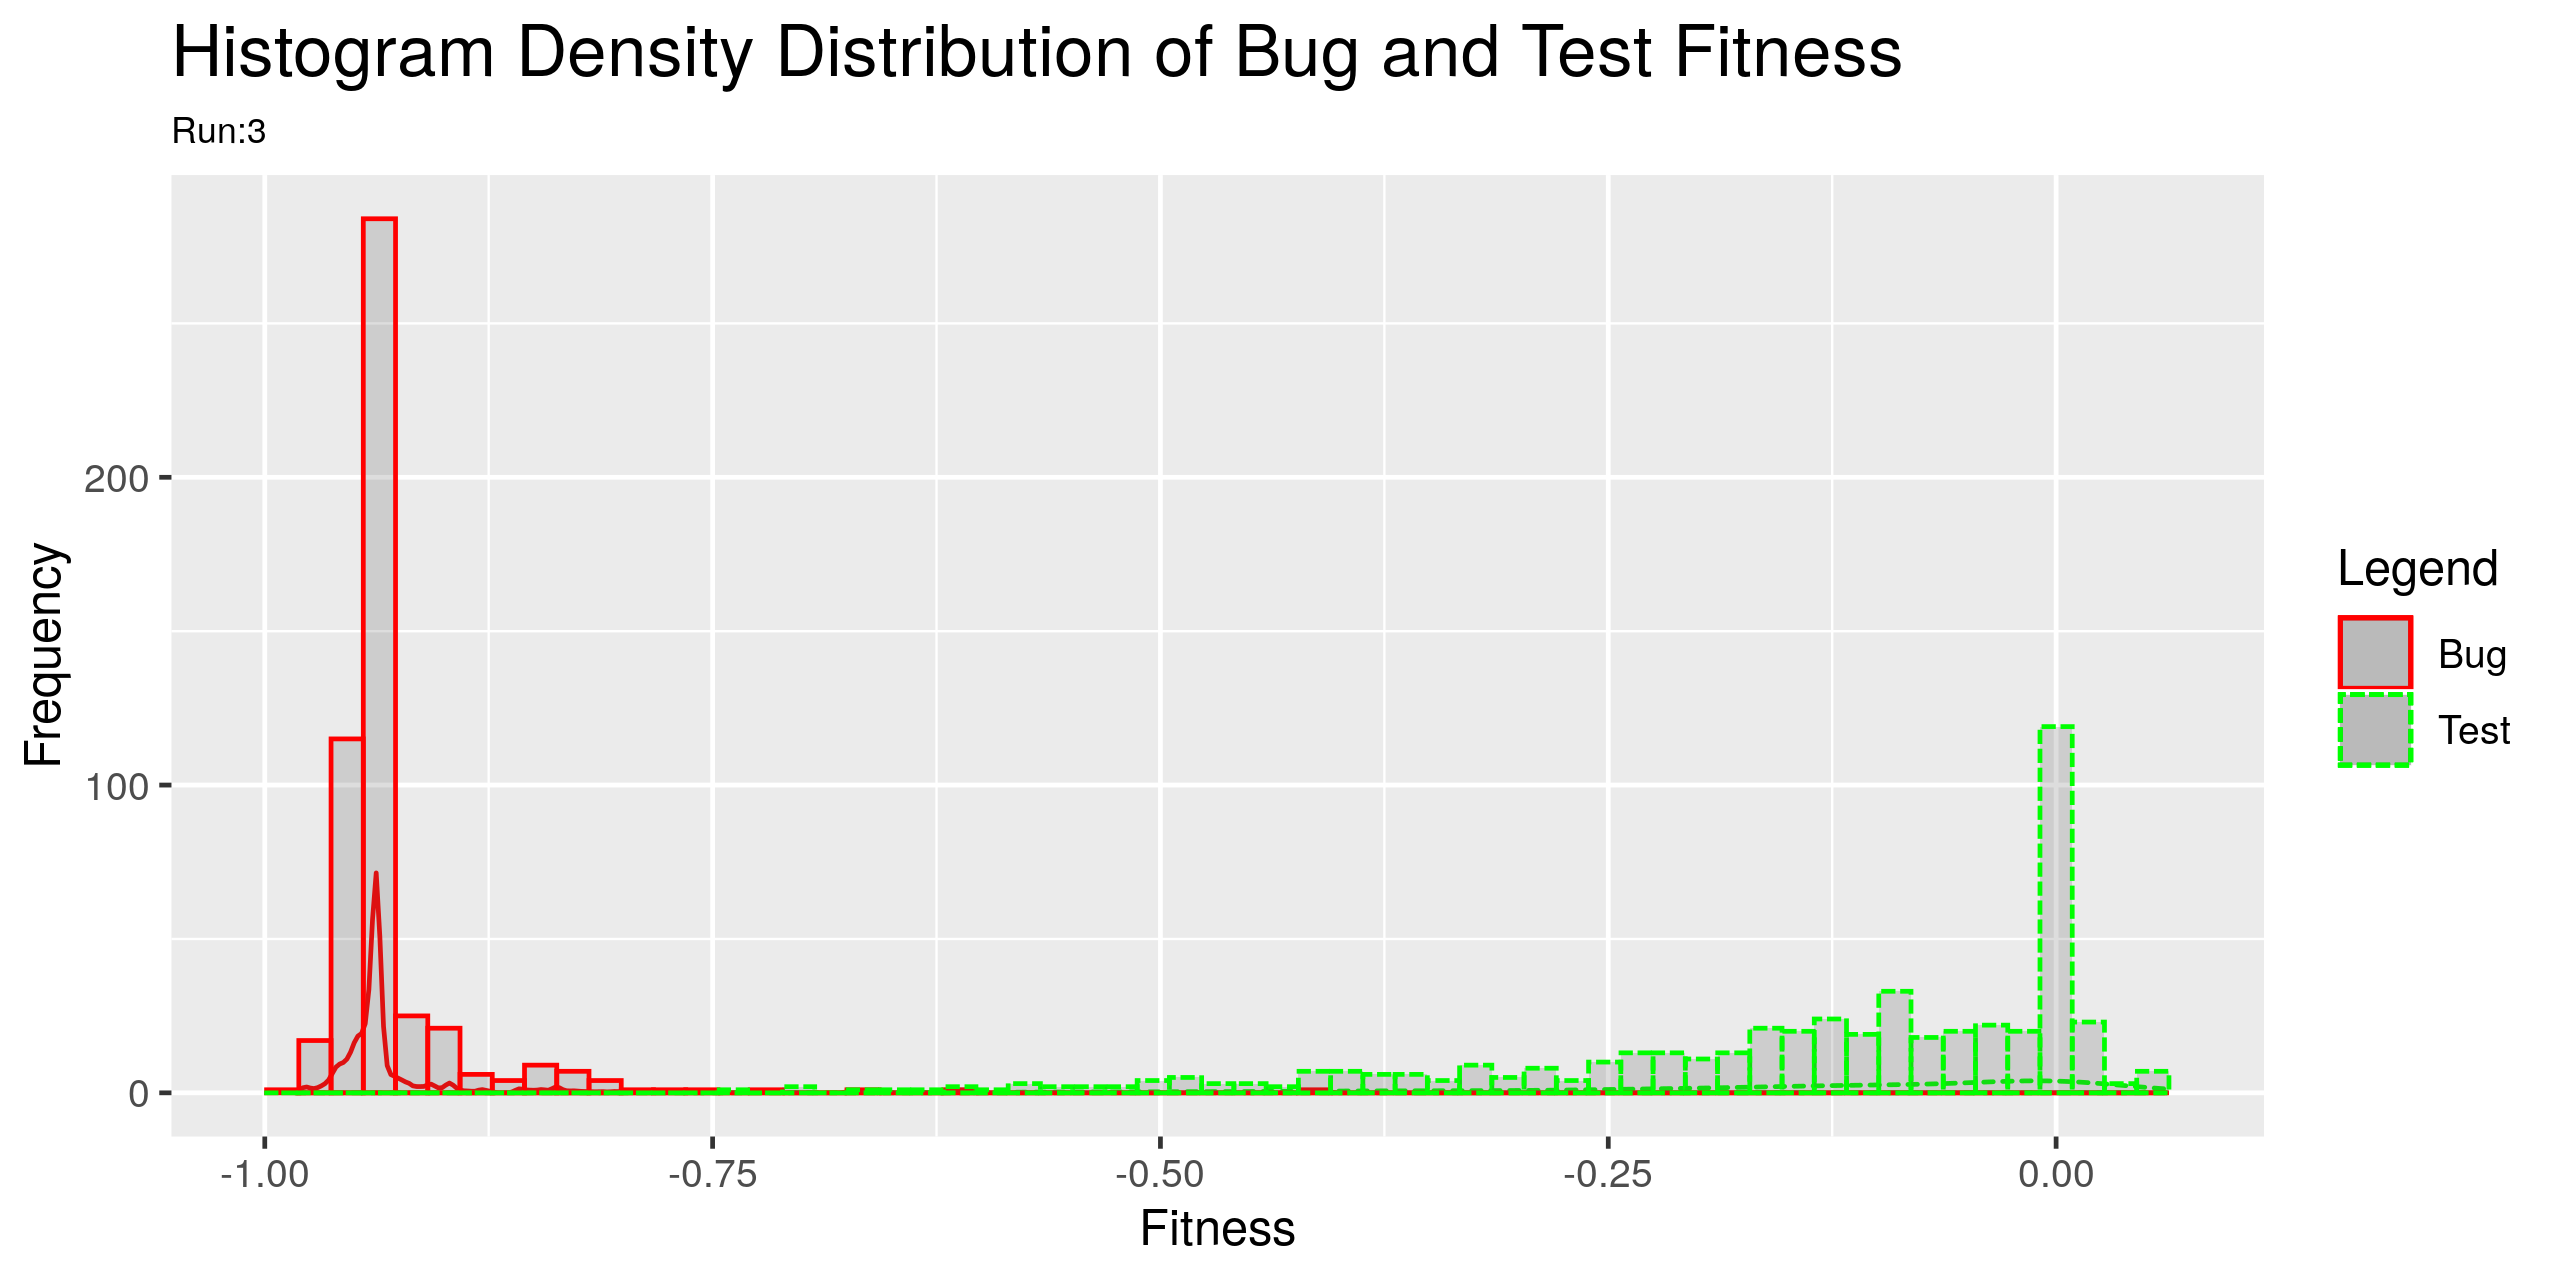 Histogram Density Distribution of Bug and Test Fitness
Run:3
Frequency
200
100
0
-1.00
-0.75
-0.50
-0.25
0.00
Fitness
Legend
Bug
Test